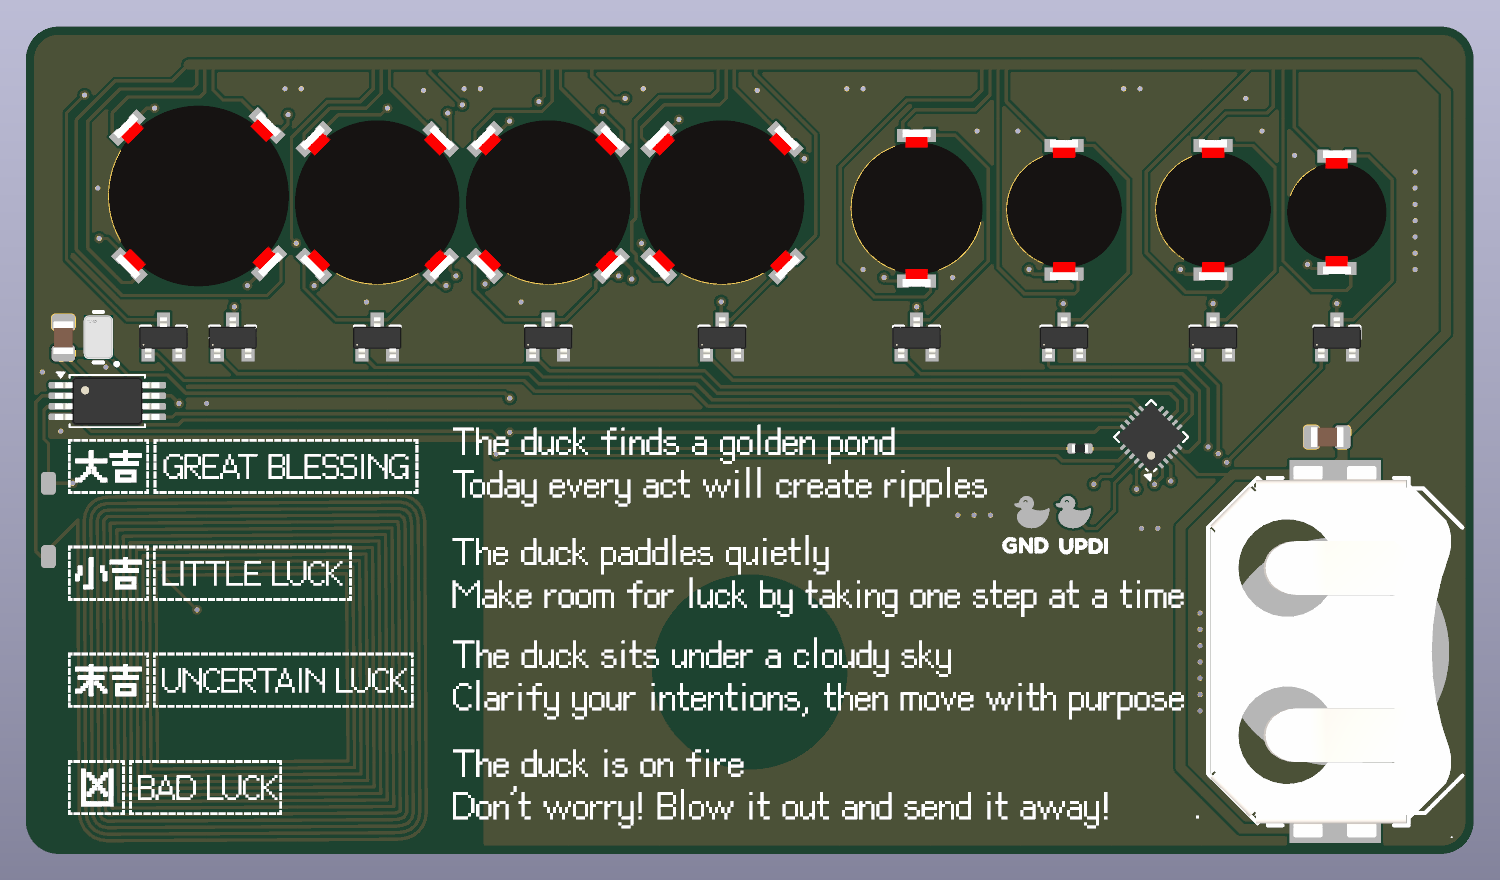 大吉 GREAT BLESSING
The duck finds a golden pond
Today every act will create ripples
GND UPDI
小吉 LITTLE LUCK
The duck paddles quietly
Make room for luck by taking one step at a time
末吉 UNCERTAIN LUCK
The duck sits under a cloudy sky
Clarify your intentions, then move with purpose
凶 BAD LUCK
The duck is on fire
Don't worry! Blow it out and send it away!